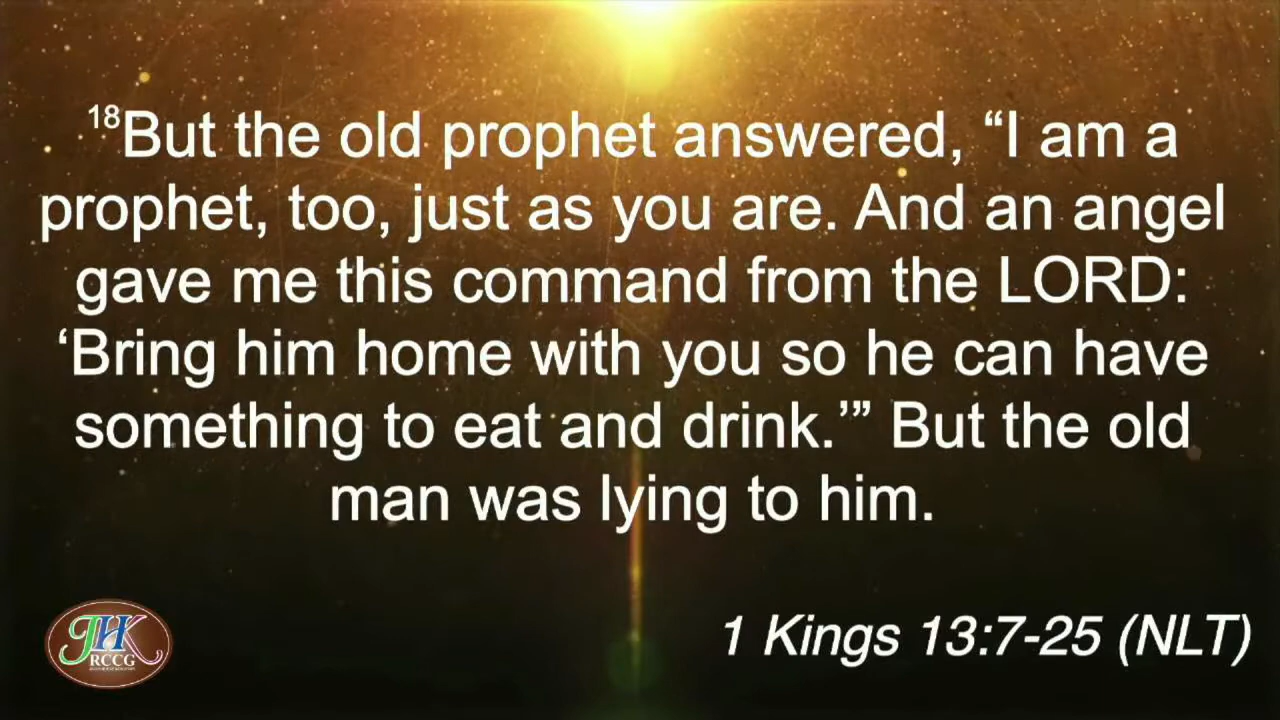 18But the old prophet answered, “I am a
prophet, too, just as you are. And an angel
gave me this command from the LORD:
‘Bring him home with you so he can have
something to eat and drink.’” But the old
man was lying to him.
1 Kings 13:7-25 (NLT)
JHK
RCCG